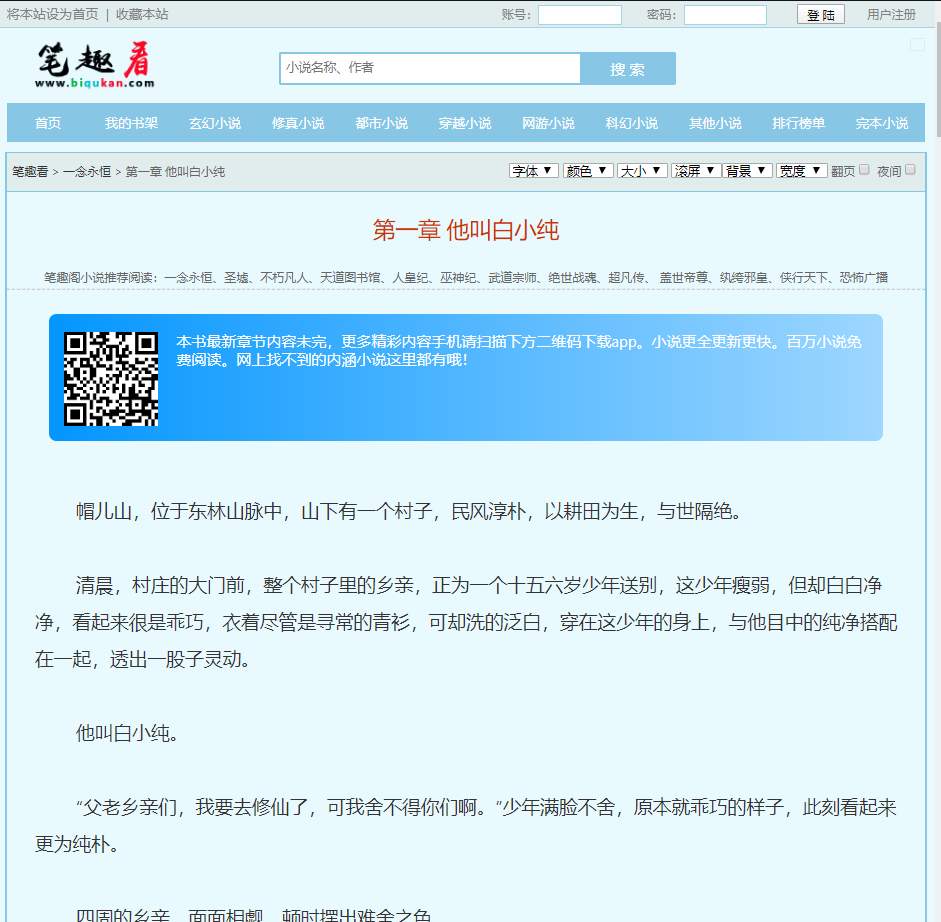 将本站设为首页 | 收藏本站 账号： 密码： 登 陆 用户注册
笔趣看
www.biqukan.com
小说名称、作者 搜 索
首页 我的书架 玄幻小说 修真小说 都市小说 穿越小说 网游小说 科幻小说 其他小说 排行榜单 完本小说
笔趣看 > 一念永恒 > 第一章 他叫白小纯 字体 ▼ 颜色 ▼ 大小 ▼ 滚屏 ▼ 背景 ▼ 宽度 ▼ 翻页 夜间
第一章 他叫白小纯
笔趣阁小说推荐阅读：一念永恒、圣墟、不朽凡人、天道图书馆、人皇纪、巫神纪、武道宗师、绝世战魂、超凡传、 盖世帝尊、纨绔邪皇、侠行天下、恐怖广播
本书最新章节内容未完，更多精彩内容手机请扫描下方二维码下载app。小说更全更新更快。百万小说免
费阅读。网上找不到的内涵小说这里都有哦！
帽儿山，位于东林山脉中，山下有一个村子，民风淳朴，以耕田为生，与世隔绝。
清晨，村庄的大门前，整个村子里的乡亲，正为一个十五六岁少年送别，这少年瘦弱，但却白白净
净，看起来很是乖巧，衣着尽管是寻常的青衫，可却洗的泛白，穿在这少年的身上，与他目中的纯净搭配
在一起，透出一股子灵动。
他叫白小纯。
“父老乡亲们，我要去修仙了，可我舍不得你们啊。”少年满脸不舍，原本就乖巧的样子，此刻看起来
更为纯朴。
四周的乡亲，面面相觑，顿时摆出难舍之色。